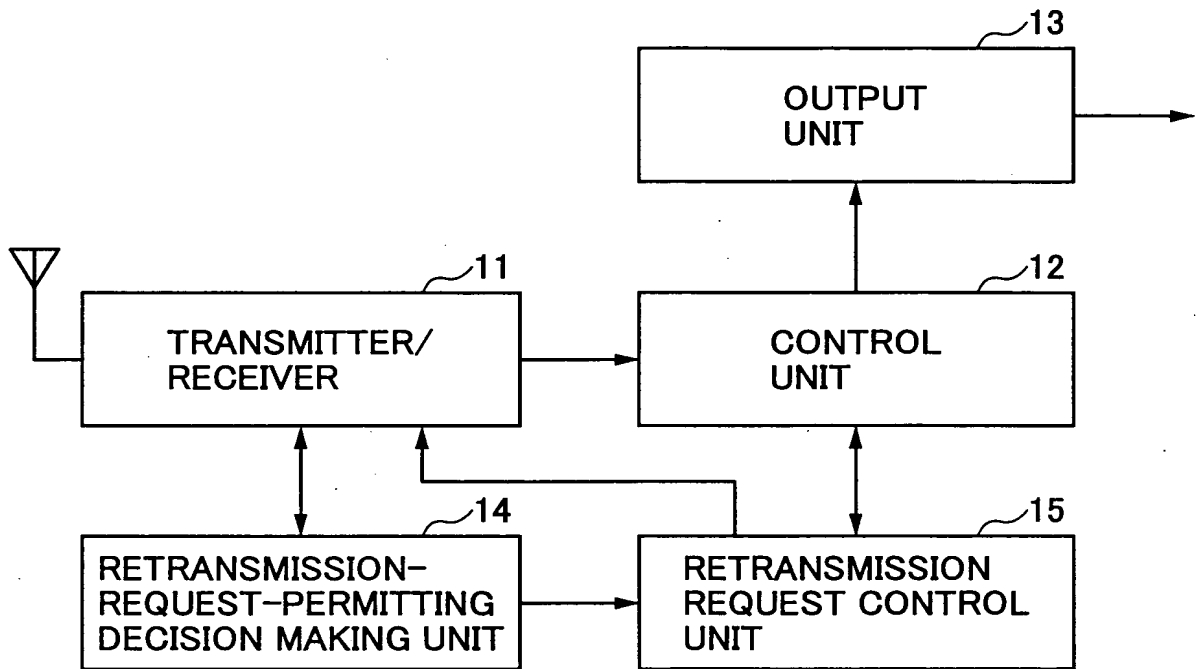 13
OUTPUT
UNIT
11
TRANSMITTER/
RECEIVER
12
CONTROL
UNIT
14
RETRANSMISSION-
REQUEST-PERMITTING
DECISION MAKING UNIT
15
RETRANSMISSION
REQUEST CONTROL
UNIT